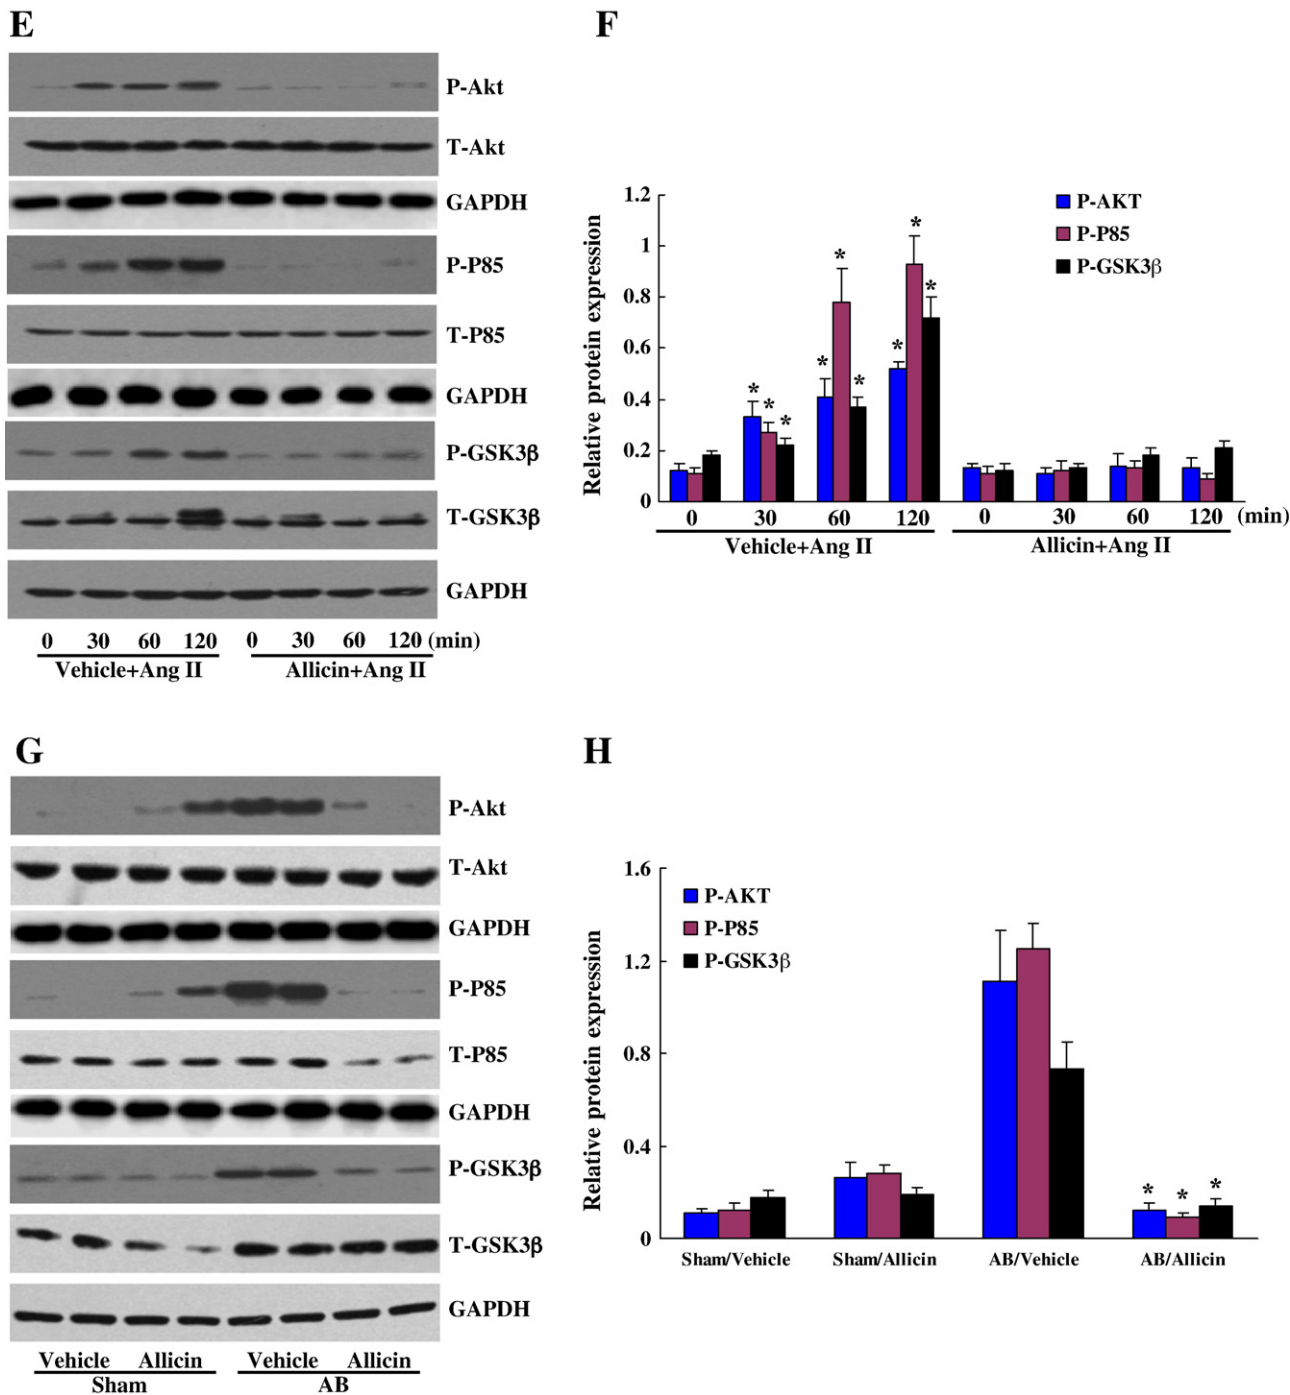 E
P-Akt
T-Akt
GAPDH
P-P85
T-P85
GAPDH
P-GSK3β
T-GSK3β
GAPDH
0 30 60 120 0 30 60 120 (min)
Vehicle+Ang II Allicin+Ang II
F
Relative protein expression
1.2
1
0.8
0.6
0.4
0.2
0
P-AKT
P-P85
P-GSK3β
* * * * * * * * *
0 30 60 120 0 30 60 120 (min)
Vehicle+Ang II Allicin+Ang II
G
P-Akt
T-Akt
GAPDH
P-P85
T-P85
GAPDH
P-GSK3β
T-GSK3β
GAPDH
Vehicle Allicin Vehicle Allicin
Sham AB
H
Relative protein expression
1.6
1.2
0.8
0.4
0
P-AKT
P-P85
P-GSK3β
* * *
Sham/Vehicle Sham/Allicin AB/Vehicle AB/Allicin